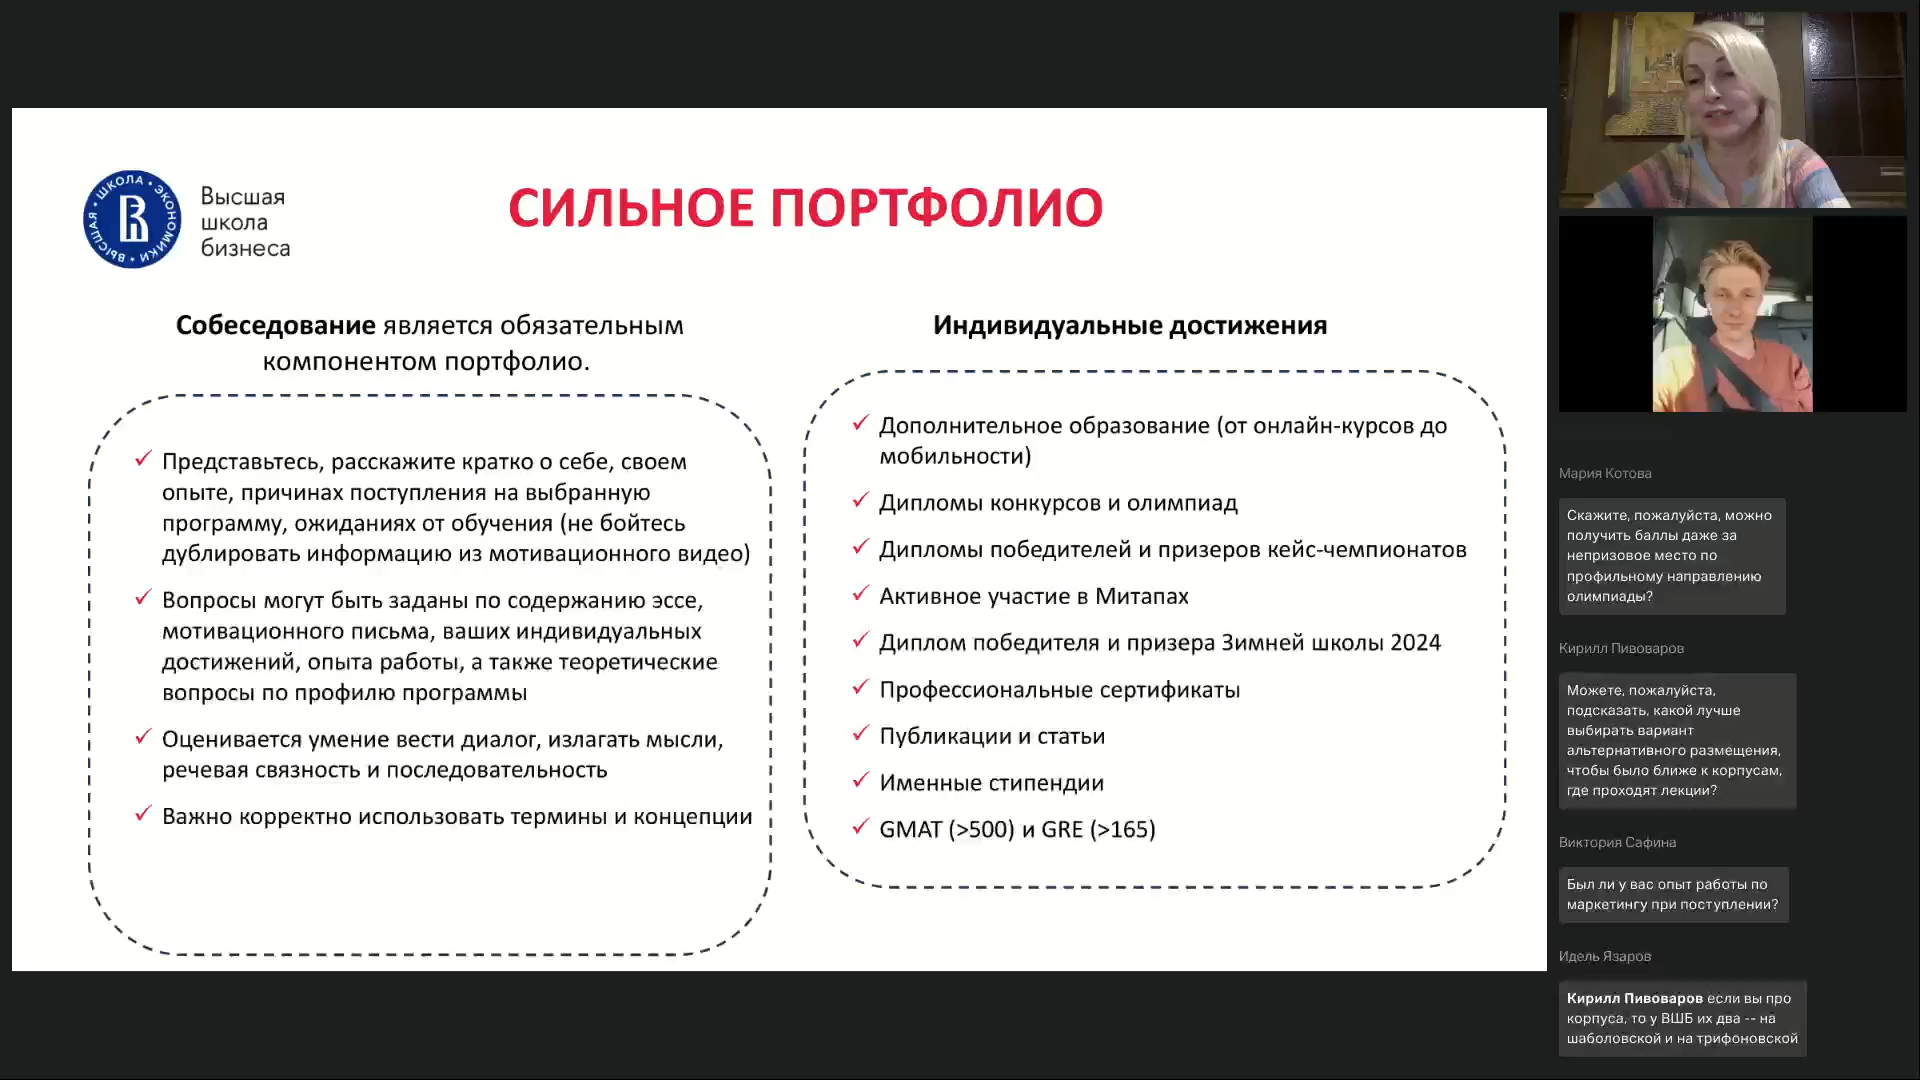 ВЫСШАЯ • ШКОЛА • ЭКОНОМИКИ •
Высшая
школа
бизнеса
СИЛЬНОЕ ПОРТФОЛИО
Собеседование является обязательным
компонентом портфолио.
Представьтесь, расскажите кратко о себе, своем
опыте, причинах поступления на выбранную
программу, ожиданиях от обучения (не бойтесь
дублировать информацию из мотивационного видео)
Вопросы могут быть заданы по содержанию эссе,
мотивационного письма, ваших индивидуальных
достижений, опыта работы, а также теоретические
вопросы по профилю программы
Оценивается умение вести диалог, излагать мысли,
речевая связность и последовательность
Важно корректно использовать термины и концепции
Индивидуальные достижения
Дополнительное образование (от онлайн-курсов до
мобильности)
Дипломы конкурсов и олимпиад
Дипломы победителей и призеров кейс-чемпионатов
Активное участие в Митапах
Диплом победителя и призера Зимней школы 2024
Профессиональные сертификаты
Публикации и статьи
Именные стипендии
GMAT (>500) и GRE (>165)
Мария Котова
Скажите, пожалуйста, можно
получить баллы даже за
непризовое место по
профильному направлению
олимпиады?
Кирилл Пивоваров
Можете, пожалуйста,
подсказать, какой лучше
выбирать вариант
альтернативного размещения,
чтобы было ближе к корпусам,
где проходят лекции?
Виктория Сафина
Был ли у вас опыт работы по
маркетингу при поступлении?
Идель Язаров
Кирилл Пивоваров если вы про
корпуса, то у ВШБ их два -- на
шаболовской и на трифоновской